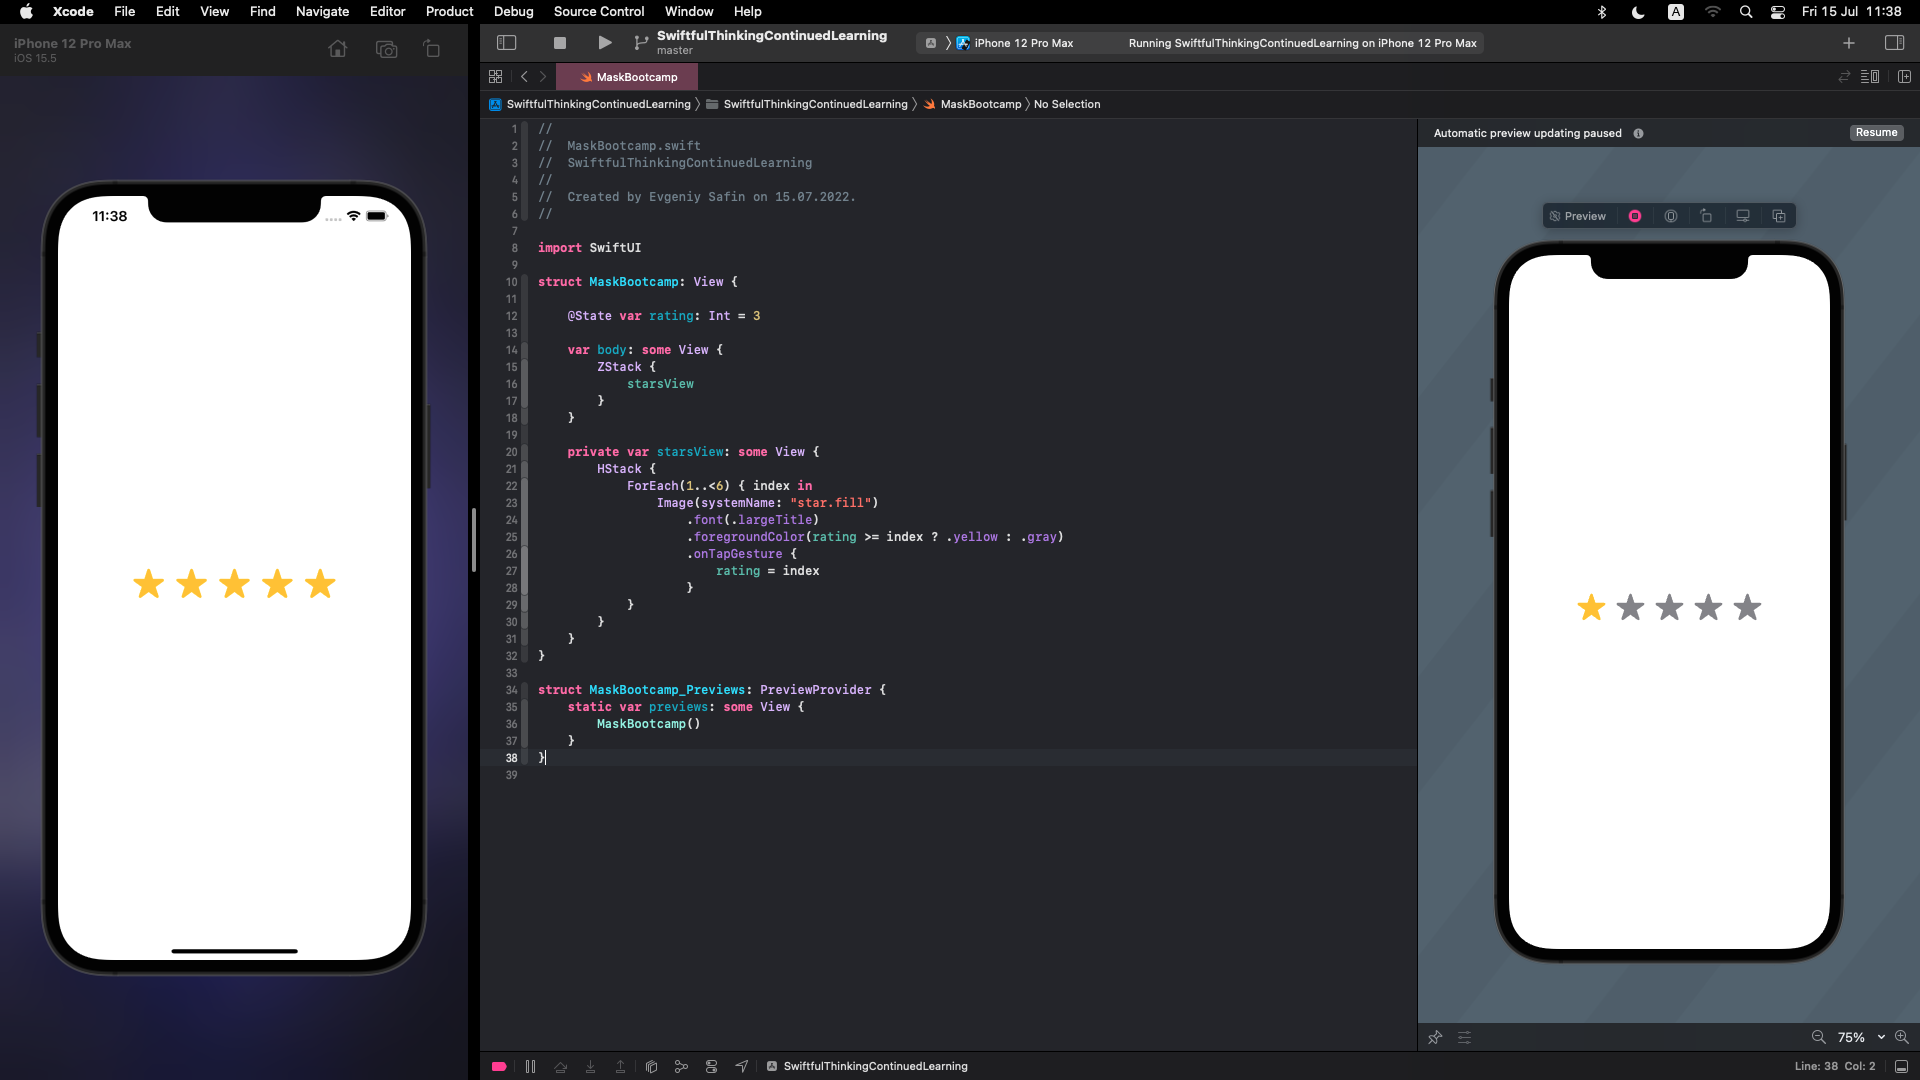 Xcode File Edit View Find Navigate Editor Product Debug Source Control Window Help
A Fri 15 Jul 11:38
iPhone 12 Pro Max
iOS 15.5
11:38
SwiftfulThinkingContinuedLearning
master
iPhone 12 Pro Max
Running SwiftfulThinkingContinuedLearning on iPhone 12 Pro Max
MaskBootcamp
SwiftfulThinkingContinuedLearning SwiftfulThinkingContinuedLearning MaskBootcamp No Selection
1 //
2 //  MaskBootcamp.swift
3 //  SwiftfulThinkingContinuedLearning
4 //
5 //  Created by Evgeniy Safin on 15.07.2022.
6 //
7
8 import SwiftUI
9
10 struct MaskBootcamp: View {
11
12     @State var rating: Int = 3
13
14     var body: some View {
15         ZStack {
16             starsView
17         }
18     }
19
20     private var starsView: some View {
21         HStack {
22             ForEach(1..<6) { index in
23                 Image(systemName: "star.fill")
24                     .font(.largeTitle)
25                     .foregroundColor(rating >= index ? .yellow : .gray)
26                     .onTapGesture {
27                         rating = index
28                     }
29             }
30         }
31     }
32 }
33
34 struct MaskBootcamp_Previews: PreviewProvider {
35     static var previews: some View {
36         MaskBootcamp()
37     }
38 }
39
Automatic preview updating paused
Resume
Preview
75%
SwiftfulThinkingContinuedLearning
Line: 38 Col: 2